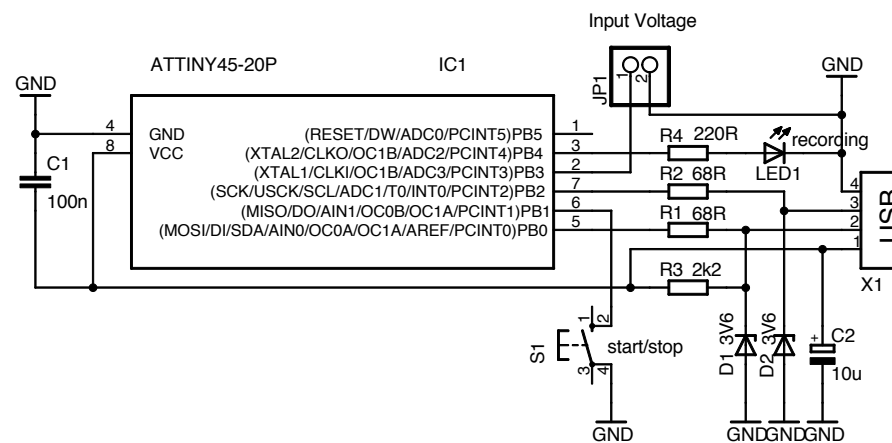 Input Voltage
ATTINY45-20P IC1
GND
JP1
1
2
GND
4 GND
8 VCC
(RESET/DW/ADC0/PCINT5)PB5 1
(XTAL2/CLKO/OC1B/ADC2/PCINT4)PB4 3
(XTAL1/CLKI/OC1B/ADC3/PCINT3)PB3 2
(SCK/USCK/SCL/ADC1/T0/INT0/PCINT2)PB2 7
(MISO/DO/AIN1/OC0B/OC1A/PCINT1)PB1 6
(MOSI/DI/SDA/AIN0/OC0A/OC1A/AREF/PCINT0)PB0 5
C1
100n
R4 220R
recording
LED1
R2 68R
R1 68R
R3 2k2
4
3
2
1
USB
X1
S1
1
2
3
4
start/stop
D1 3V6
D2 3V6
+
C2
10u
GND
GND
GND
GND